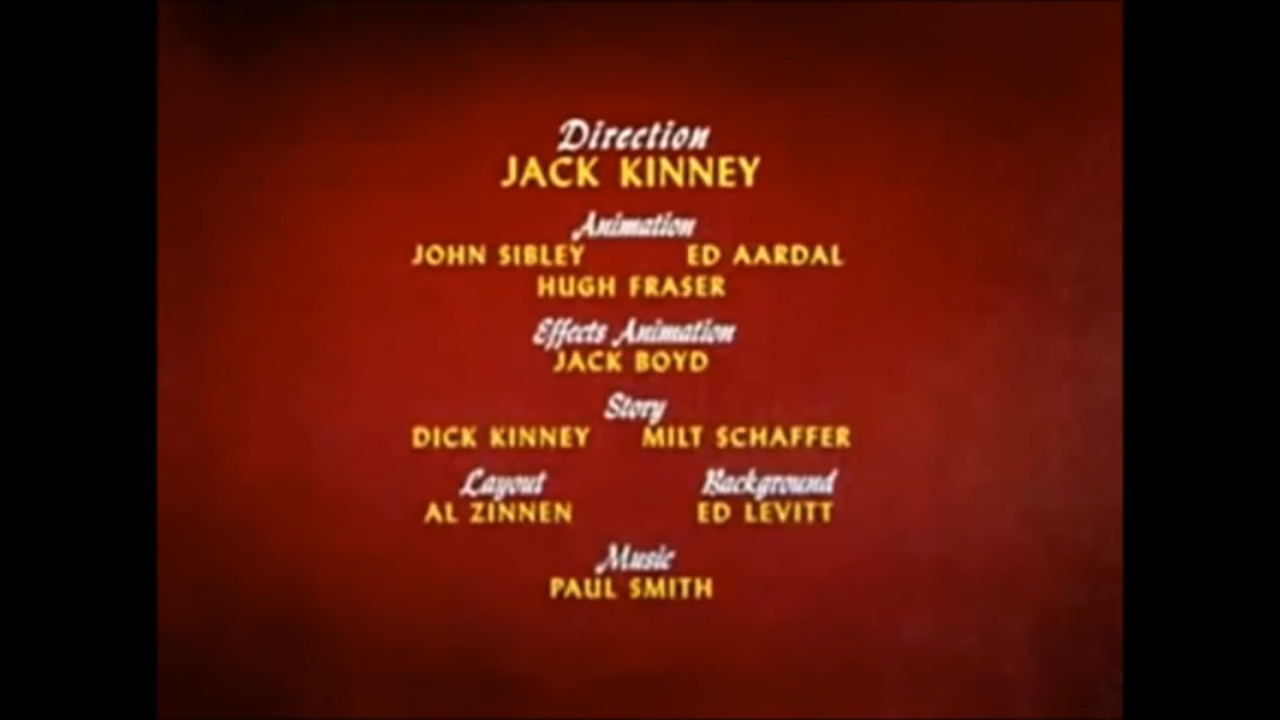 Direction
JACK KINNEY
Animation
JOHN SIBLEY ED AARDAL
HUGH FRASER
Effects Animation
JACK BOYD
Story
DICK KINNEY MILT SCHAFFER
Layout Background
AL ZINNEN ED LEVITT
Music
PAUL SMITH